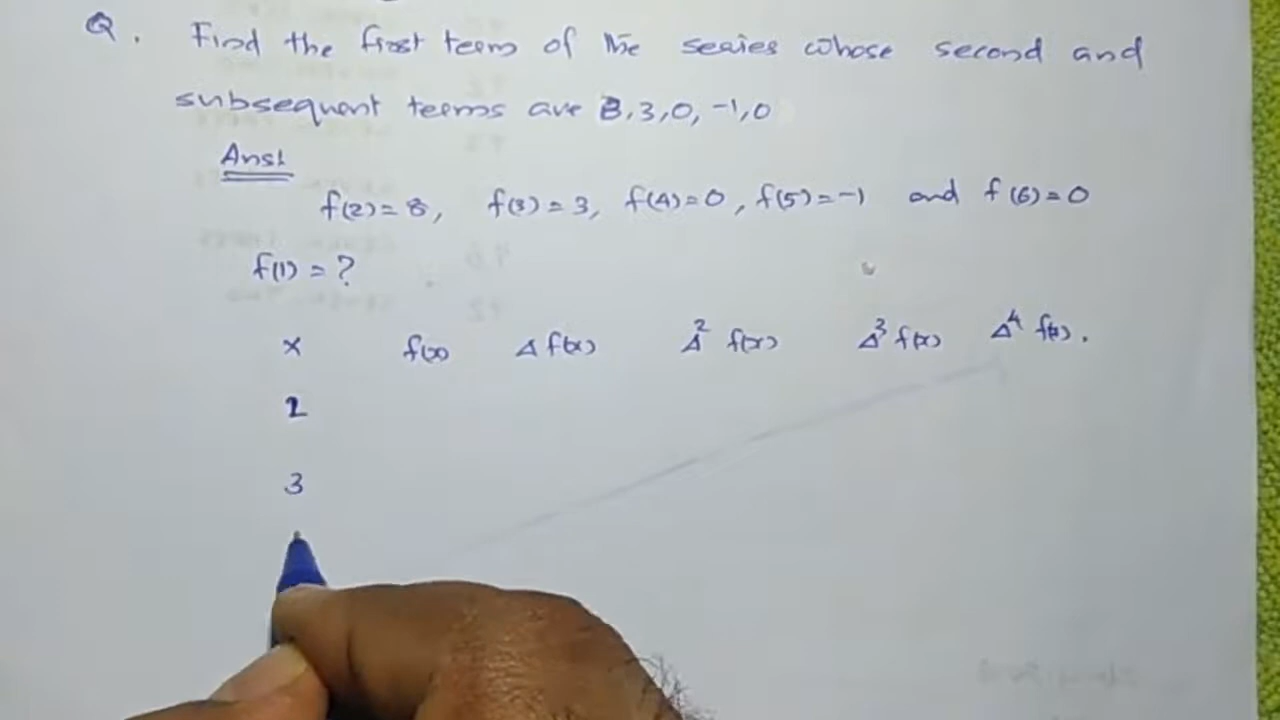 Q. Find the first term of the series whose second and
subsequent terms are 8, 3, 0, -1, 0
Ans:
f(2) = 8, f(3) = 3, f(4) = 0, f(5) = -1 and f(6) = 0
f(1) = ?
x f(x) Δf(x) Δ² f(x) Δ³ f(x) Δ⁴ f(x).
2
3